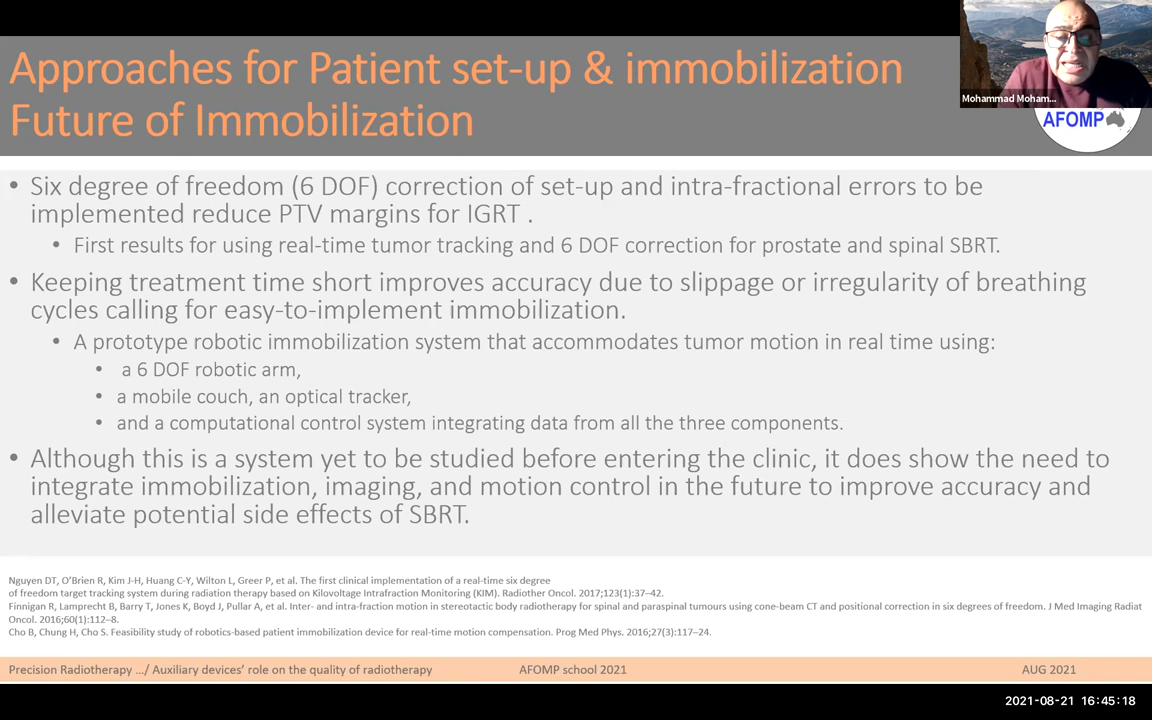 Approaches for Patient set-up & immobilization
Future of Immobilization
Mohammad Moham...
AFOMP
• Six degree of freedom (6 DOF) correction of set-up and intra-fractional errors to be
implemented reduce PTV margins for IGRT .
• First results for using real-time tumor tracking and 6 DOF correction for prostate and spinal SBRT.
• Keeping treatment time short improves accuracy due to slippage or irregularity of breathing
cycles calling for easy-to-implement immobilization.
• A prototype robotic immobilization system that accommodates tumor motion in real time using:
• a 6 DOF robotic arm,
• a mobile couch, an optical tracker,
• and a computational control system integrating data from all the three components.
• Although this is a system yet to be studied before entering the clinic, it does show the need to
integrate immobilization, imaging, and motion control in the future to improve accuracy and
alleviate potential side effects of SBRT.
Nguyen DT, O'Brien R, Kim J-H, Huang C-Y, Wilton L, Greer P, et al. The first clinical implementation of a real-time six degree
of freedom target tracking system during radiation therapy based on Kilovoltage Intrafraction Monitoring (KIM). Radiother Oncol. 2017;123(1):37–42.
Finnigan R, Lamprecht B, Barry T, Jones K, Boyd J, Pullar A, et al. Inter- and intra-fraction motion in stereotactic body radiotherapy for spinal and paraspinal tumours using cone-beam CT and positional correction in six degrees of freedom. J Med Imaging Radiat
Oncol. 2016;60(1):112–8.
Cho B, Chung H, Cho S. Feasibility study of robotics-based patient immobilization device for real-time motion compensation. Prog Med Phys. 2016;27(3):117–24.
Precision Radiotherapy .../ Auxiliary devices' role on the quality of radiotherapy
AFOMP school 2021
AUG 2021
2021-08-21 16:45:18